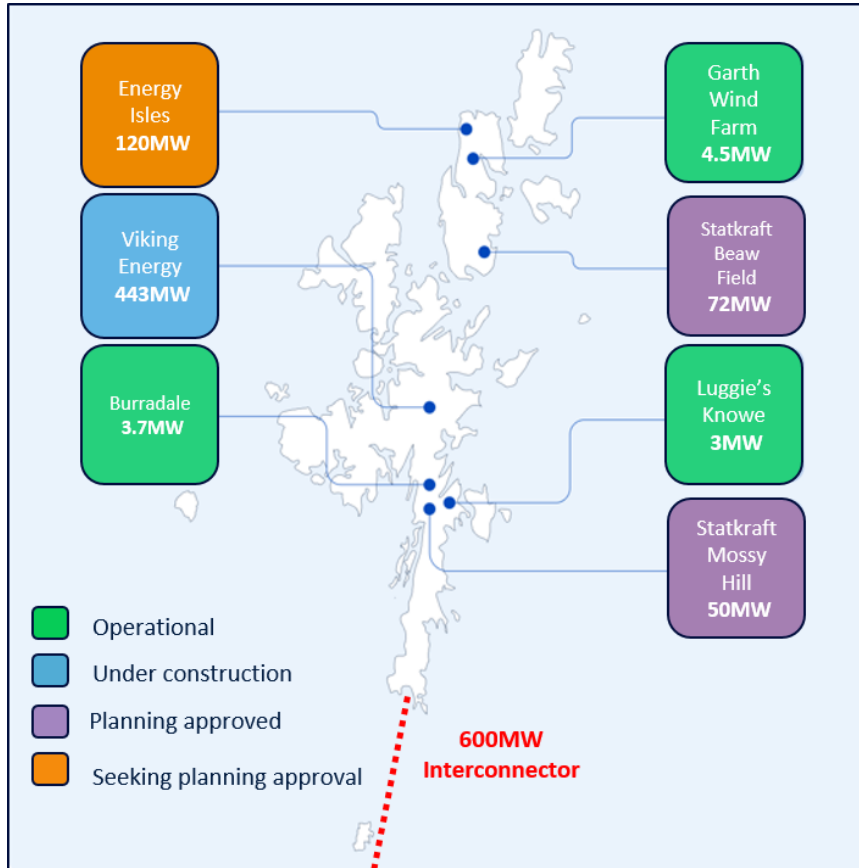 Energy
Isles
120MW
Viking
Energy
443MW
Burradale
3.7MW
Garth
Wind
Farm
4.5MW
Statkraft
Beaw
Field
72MW
Luggie's
Knowe
3MW
Statkraft
Mossy
Hill
50MW
Operational
Under construction
Planning approved
Seeking planning approval
600MW
Interconnector